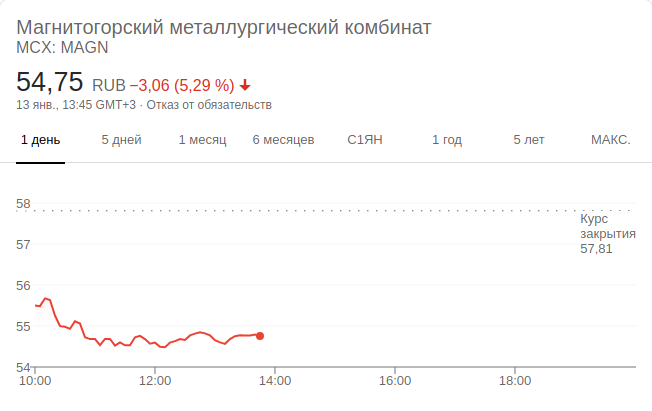 Магнитогорский металлургический комбинат
MCX: MAGN
54,75 RUB −3,06 (5,29 %)
13 янв., 13:45 GMT+3 · Отказ от обязательств
1 день 5 дней 1 месяц 6 месяцев С1ЯН 1 год 5 лет МАКС.
58
Курс
закрытия
57,81
57
56
55
54
10:00 12:00 14:00 16:00 18:00